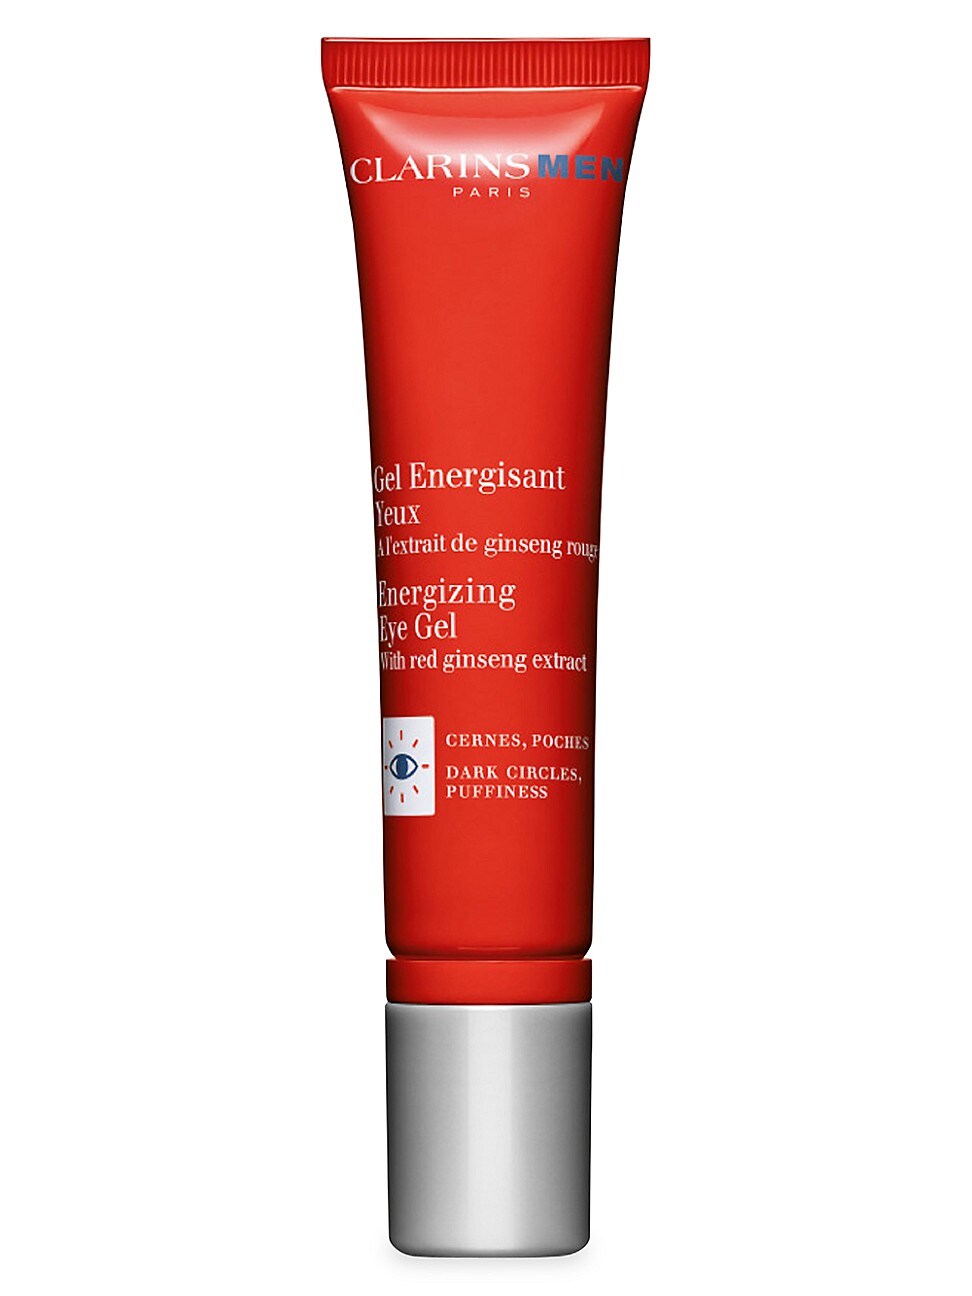 CLARINSMEN
PARIS
Gel Energisant
Yeux
A l'extrait de ginseng rouge
Energizing
Eye Gel
With red ginseng extract
CERNES, POCHES
DARK CIRCLES,
PUFFINESS